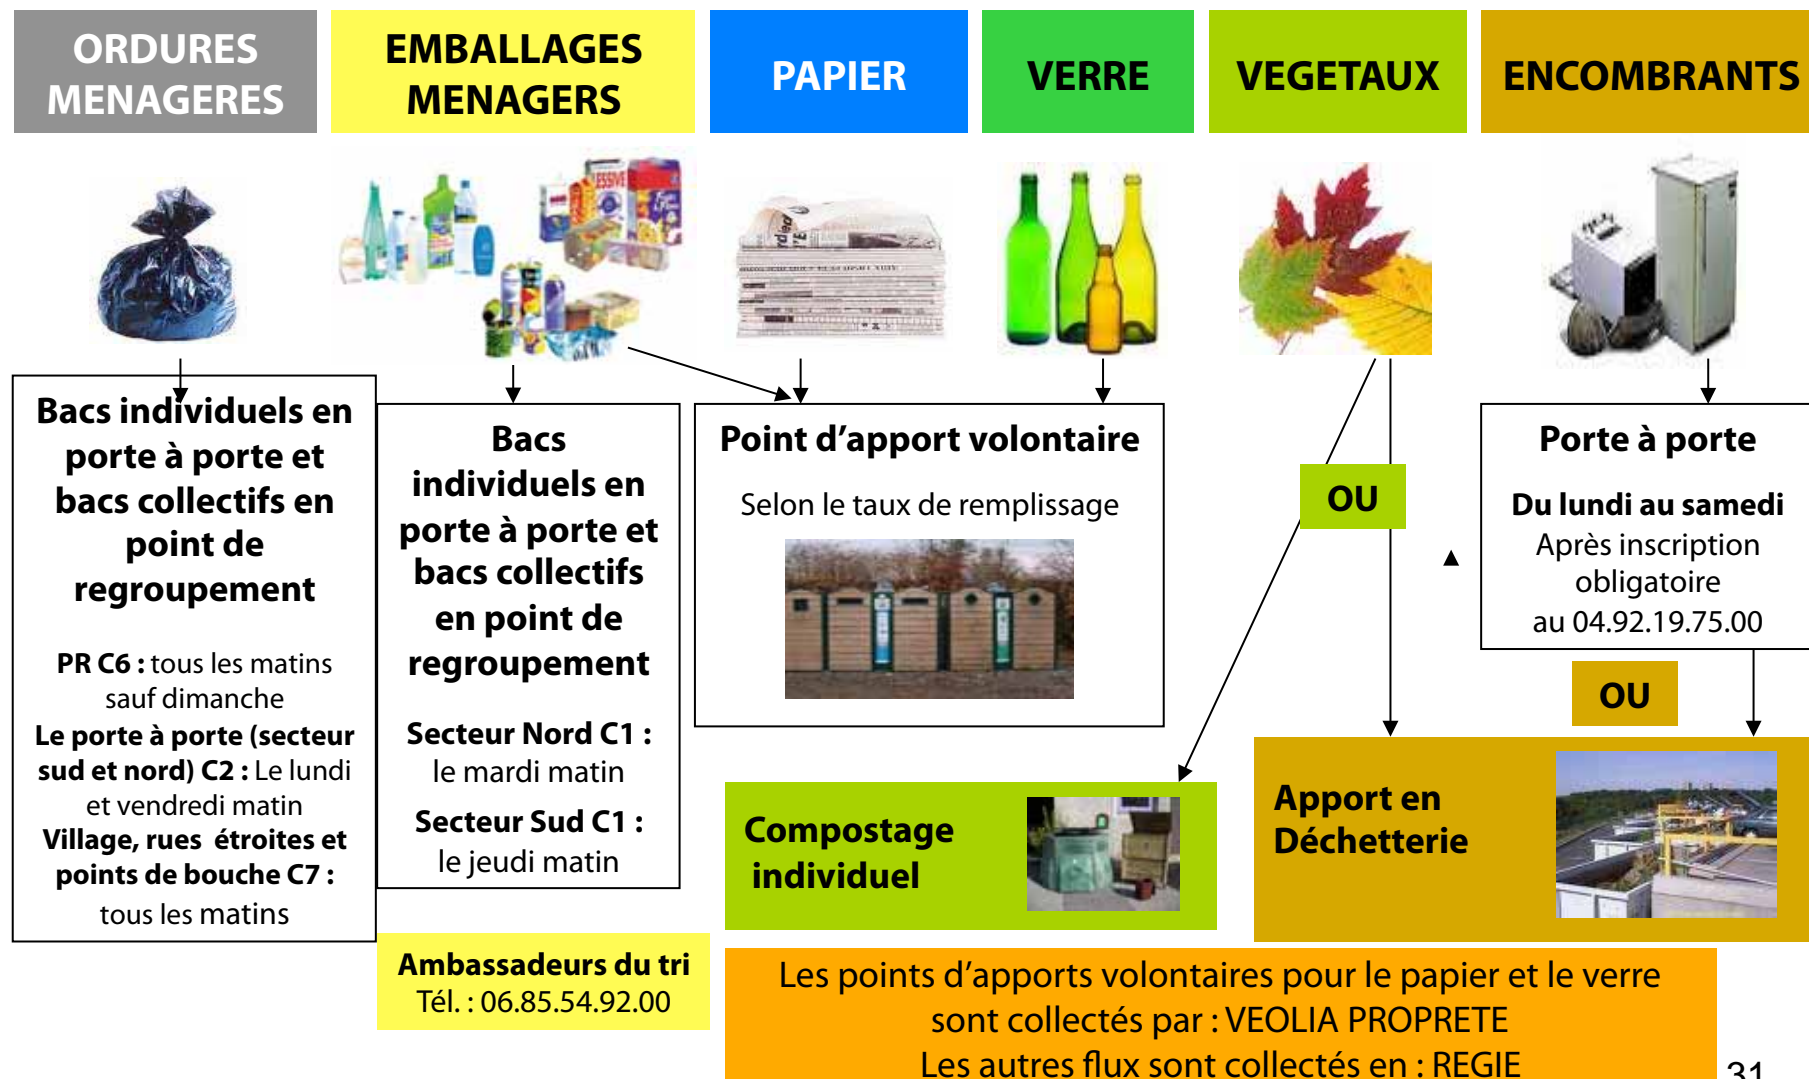 ORDURES
MENAGERES
EMBALLAGES
MENAGERS
PAPIER
VERRE
VEGETAUX
ENCOMBRANTS
Bacs individuels en
porte à porte et
bacs collectifs en
point de
regroupement
PR C6 : tous les matins
sauf dimanche
Le porte à porte (secteur
sud et nord) C2 : Le lundi
et vendredi matin
Village, rues étroites et
points de bouche C7 :
tous les matins
Bacs
individuels en
porte à porte et
bacs collectifs
en point de
regroupement
Secteur Nord C1 :
le mardi matin
Secteur Sud C1 :
le jeudi matin
Ambassadeurs du tri
Tél. : 06.85.54.92.00
Point d’apport volontaire
Selon le taux de remplissage
OU
Porte à porte
Du lundi au samedi
Après inscription
obligatoire
au 04.92.19.75.00
OU
Compostage
individuel
Apport en
Déchetterie
Les points d’apports volontaires pour le papier et le verre
sont collectés par : VEOLIA PROPRETE
Les autres flux sont collectés en : REGIE
31